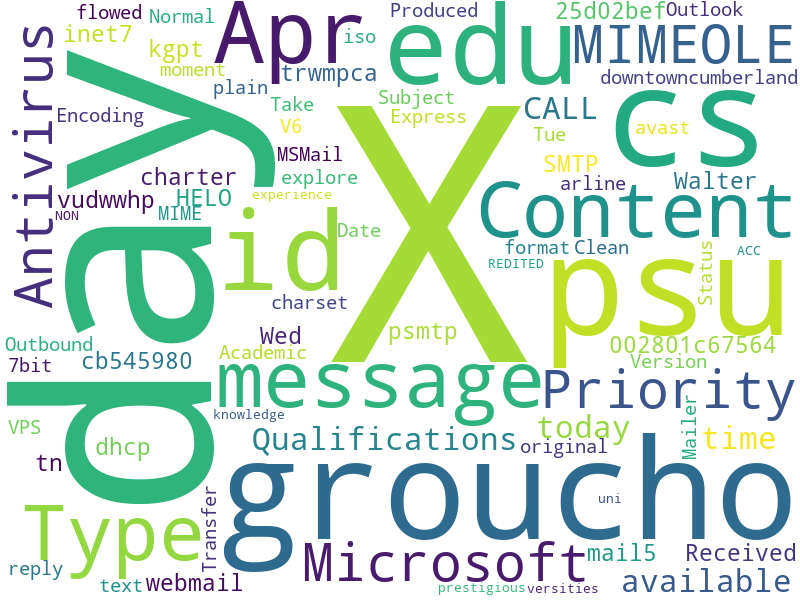 flowed
Normal
Apr
Produced
25d02bef
Outlook
inet7
kgpt
iso
edu
MIMEOLE
moment
plain
trwmpca
downtowncumberland
Antivirus
Encoding
day
Take
Subject
Express
CALL
cs
V6
Tue
avast
MSMail
charter
explore
SMTP
vudwwhp
HELO
experience
X
arline
Walter
NON
MIME
id
Date
Content
format
Clean
Status
ACC
REDITED
psu
charset
Wed
psmtp
002801c67564
Outbound
cb545980
Academic
Version
7bit
message
Priority
knowledge
VPS
dhcp
Qualifications
today
original
Mailer
time
tn
groucho
Type
Transfer
uni
Microsoft
mail5
Received
reply
text
webmail
prestigious
versities
available